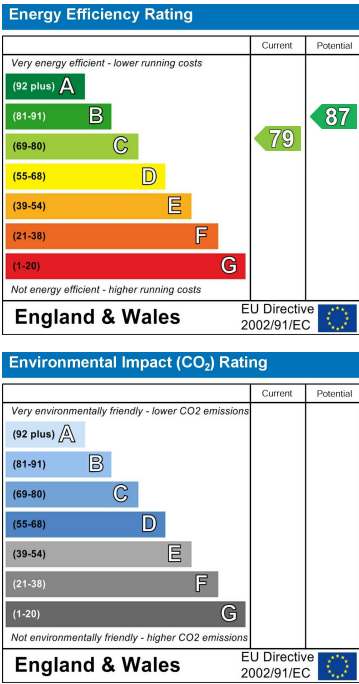 Energy Efficiency Rating
Current Potential
Very energy efficient - lower running costs
(92 plus) A
(81-91) B
(69-80) C
(55-68) D
(39-54) E
(21-38) F
(1-20) G
79
87
Not energy efficient - higher running costs
England & Wales
EU Directive
2002/91/EC
Environmental Impact (CO₂) Rating
Current Potential
Very environmentally friendly - lower CO2 emissions
(92 plus) A
(81-91) B
(69-80) C
(55-68) D
(39-54) E
(21-38) F
(1-20) G
Not environmentally friendly - higher CO2 emissions
England & Wales
EU Directive
2002/91/EC